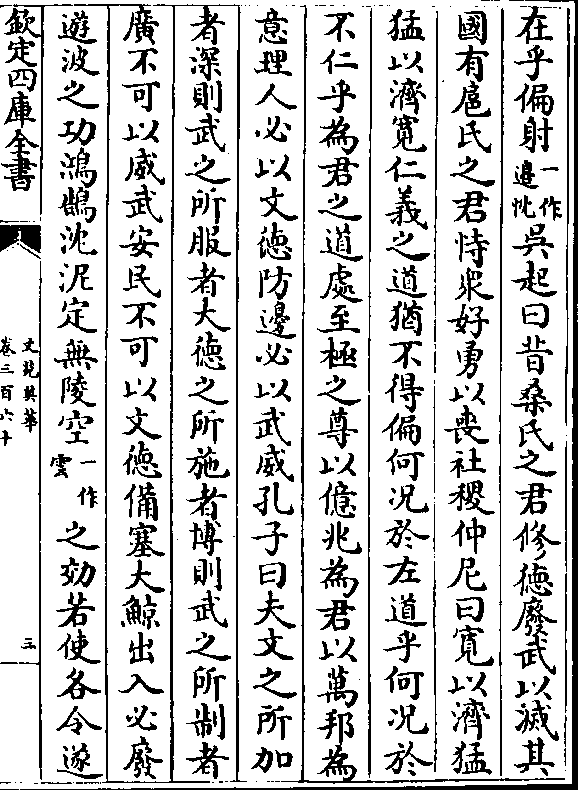 在乎偏射一作邊忱吳起曰昔桑氏之君修德廢武以滅其
國有扈氏之君恃衆好勇以喪社稷仲尼曰寛以濟猛
猛以濟寛仁義之道猶不得偏何況於左道乎何況於
不仁乎為君之道處至極之尊以億兆為君以萬邦為
意理人必以文德防邊必以武威孔子曰夫文之所加
者深則武之所服者大德之所施者博則武之所制者
廣不可以威武安民不可以文德備塞大鯨出入必廢
遊波之功鴻鵠沈泥定無陵空一作雲之効若使各令遂
欽定四庫全書
文苑英華
卷三百六十
三